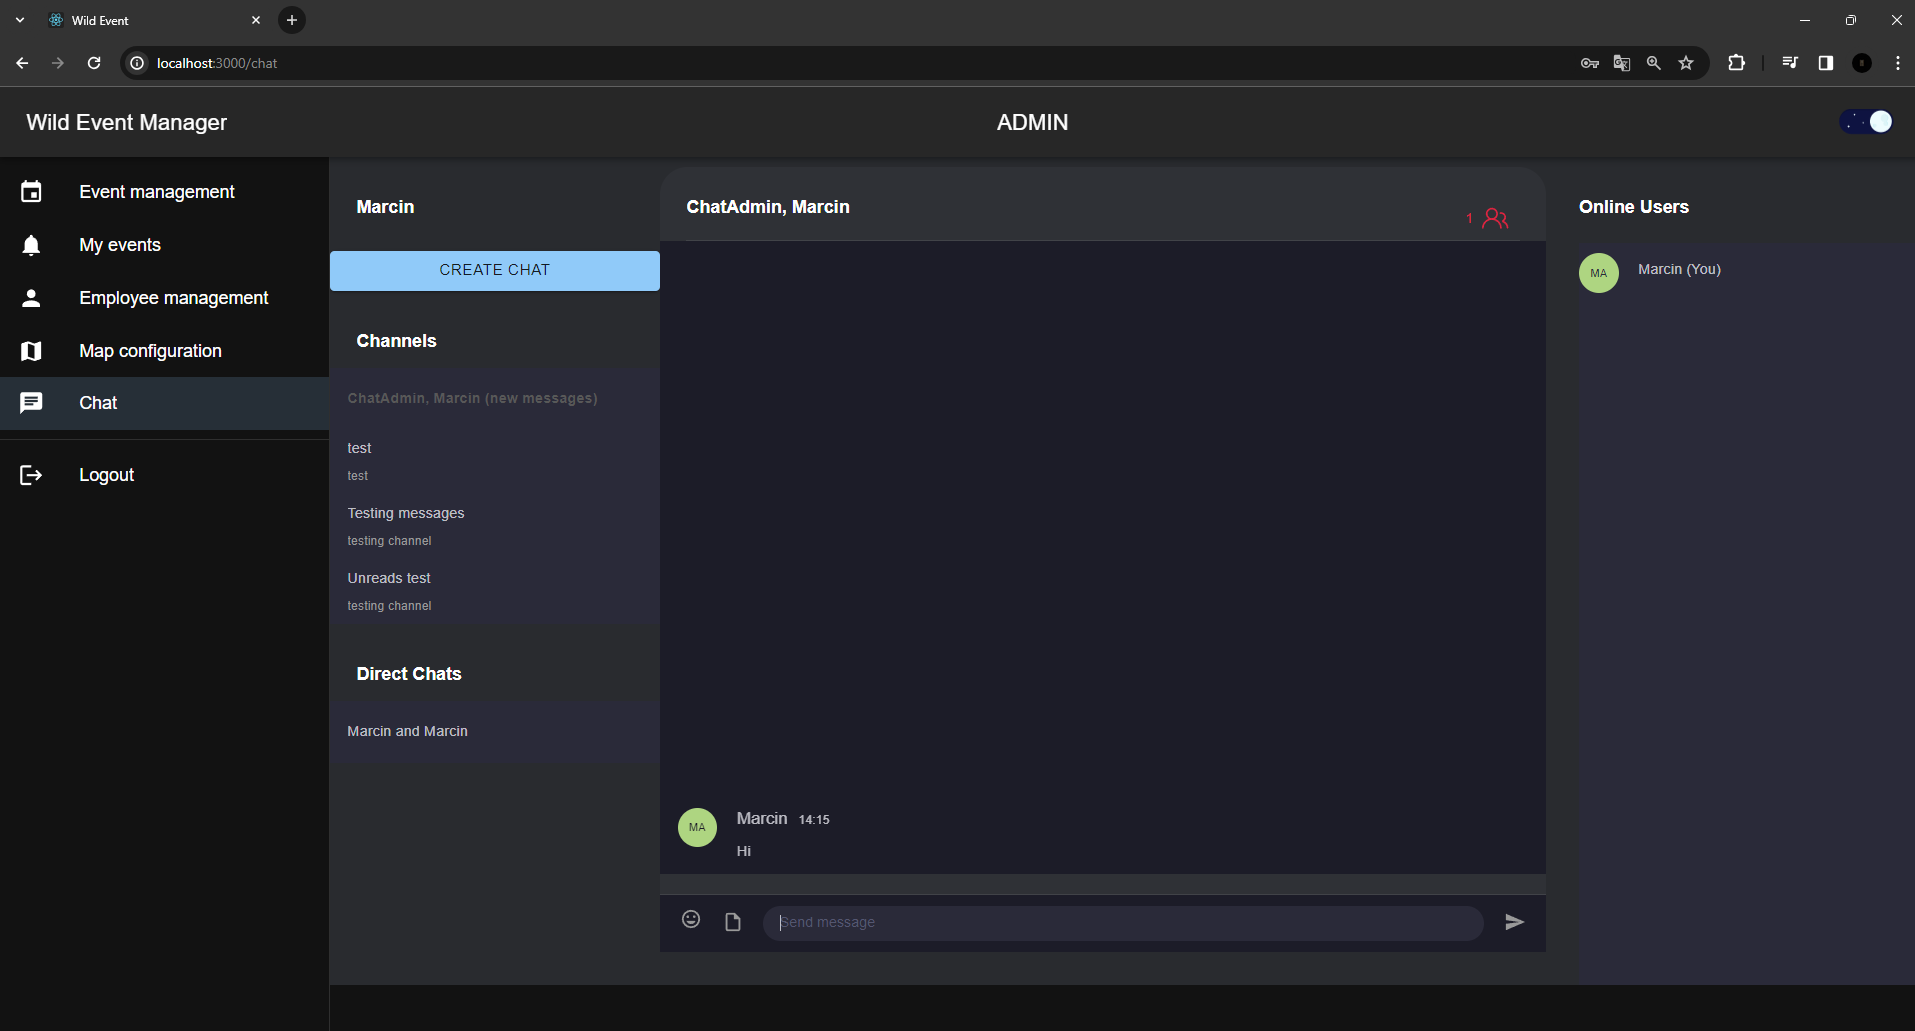 Wild Event
localhost:3000/chat
Wild Event Manager
ADMIN
Event management
My events
Employee management
Map configuration
Chat
Logout
Marcin
CREATE CHAT
Channels
ChatAdmin, Marcin (new messages)
test
test
Testing messages
testing channel
Unreads test
testing channel
Direct Chats
Marcin and Marcin
ChatAdmin, Marcin
1
MA
Marcin 14:15
Hi
Send message
Online Users
MA
Marcin (You)